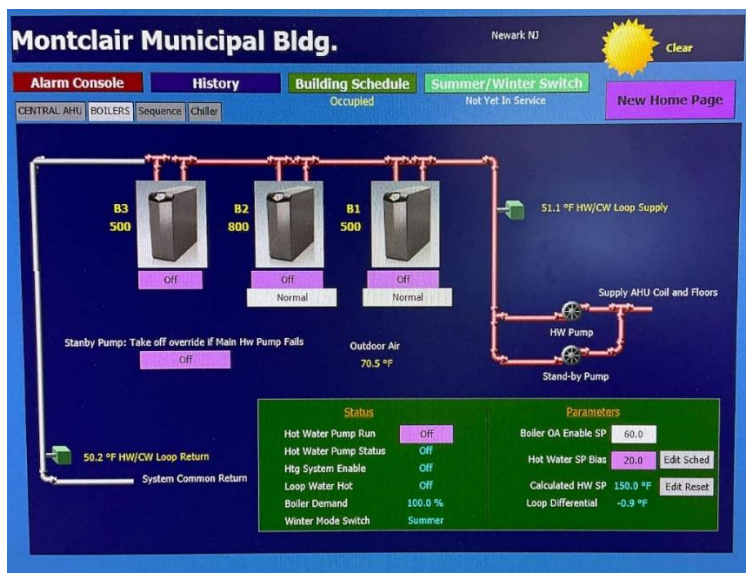 Montclair Municipal Bldg.
Newark NJ
Clear
Alarm Console
History
Building Schedule
Summer/Winter Switch
New Home Page
Occupied
Not Yet In Service
CENTRAL AHU
BOILERS
Sequence
Chiller
B3
500
B2
800
B1
500
Off
Off
Off
Normal
Normal
51.1 °F HW/CW Loop Supply
Supply AHU Coil and Floors
HW Pump
Stand-by Pump
Stanby Pump: Take off override if Main Hw Pump Fails
Off
Outdoor Air
70.5 °F
50.2 °F HW/CW Loop Return
System Common Return
Status
Hot Water Pump Run Off
Hot Water Pump Status Off
Htg System Enable Off
Loop Water Hot Off
Boiler Demand 100.0 %
Winter Mode Switch Summer
Parameters
Boiler OA Enable SP 60.0
Hot Water SP Bias 20.0 Edit Sched
Calculated HW SP 150.0 °F Edit Reset
Loop Differential -0.9 °F